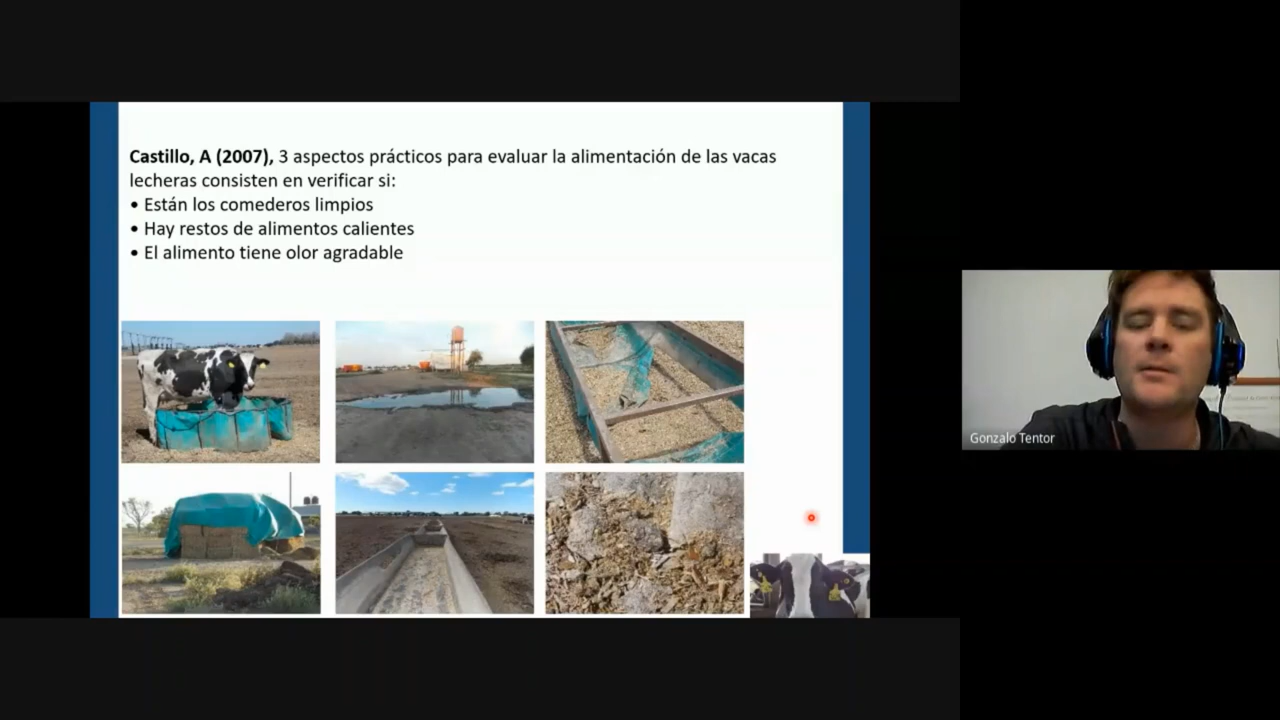 Castillo, A (2007), 3 aspectos prácticos para evaluar la alimentación de las vacas
lecheras consisten en verificar si:
• Están los comederos limpios
• Hay restos de alimentos calientes
• El alimento tiene olor agradable
Gonzalo Tentor